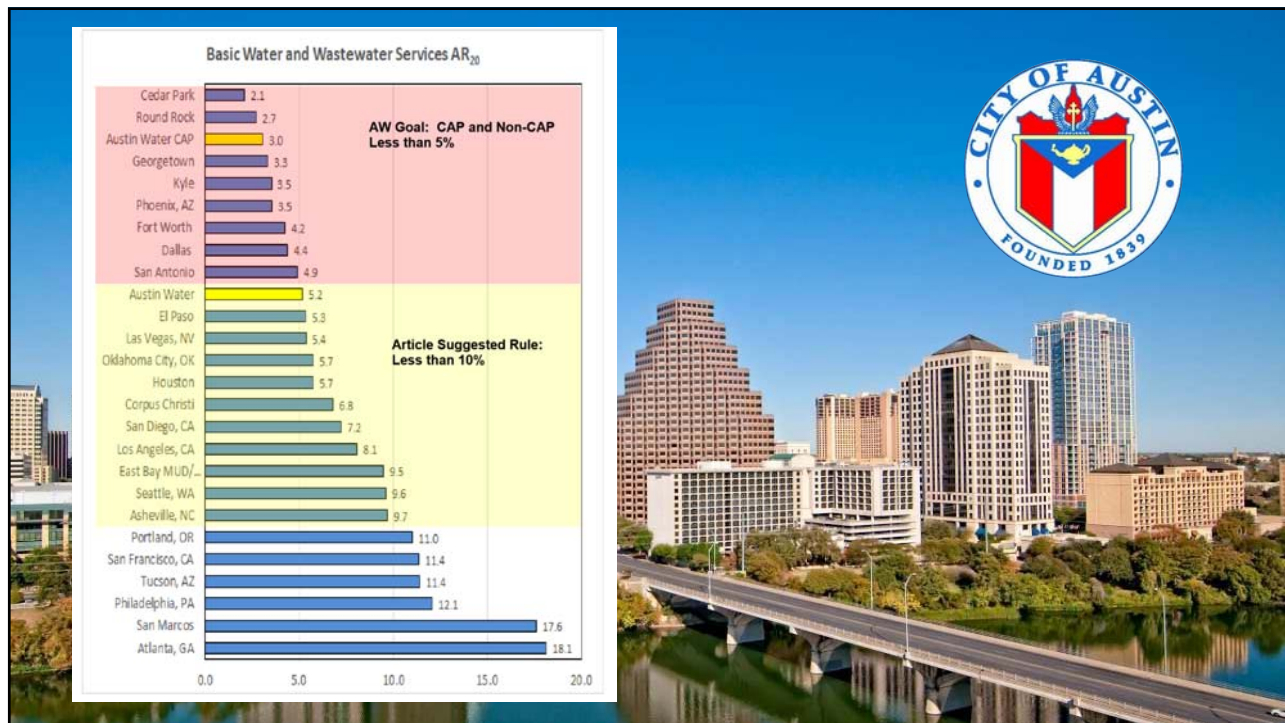 Basic Water and Wastewater Services AR20
Cedar Park 2.1
Round Rock 2.7
Austin Water CAP 3.0
Georgetown 3.3
Kyle 3.5
Phoenix, AZ 3.5
Fort Worth 4.2
Dallas 4.4
San Antonio 4.9
AW Goal: CAP and Non-CAP
Less than 5%
Austin Water 5.2
El Paso 5.3
Las Vegas, NV 5.4
Oklahoma City, OK 5.7
Houston 5.7
Corpus Christi 6.8
San Diego, CA 7.2
Los Angeles, CA 8.1
East Bay MUD/... 9.5
Seattle, WA 9.6
Asheville, NC 9.7
Article Suggested Rule:
Less than 10%
Portland, OR 11.0
San Francisco, CA 11.4
Tucson, AZ 11.4
Philadelphia, PA 12.1
San Marcos 17.6
Atlanta, GA 18.1
0.0 5.0 10.0 15.0 20.0
CITY OF AUSTIN
FOUNDED 1839